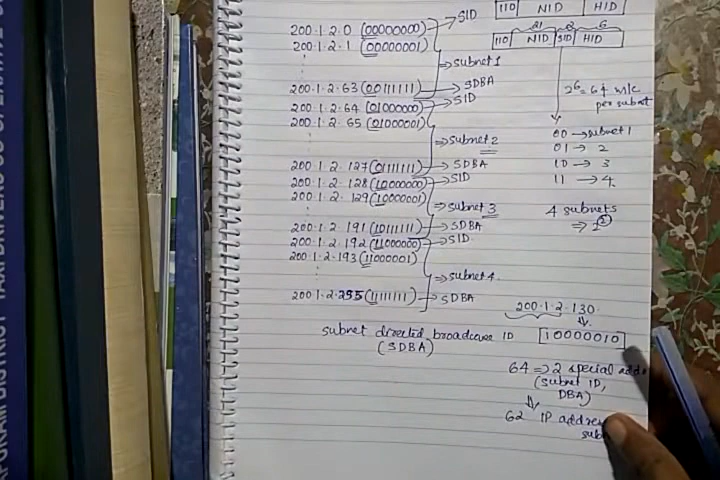 200.1.2.0 (00000000) → SID
200.1.2.1 (00000001)
⇒ subnet 1
200.1.2.63 (00111111) → SDBA
200.1.2.64 (01000000) → SID
200.1.2.65 (01000001)
⇒ subnet 2
200.1.2.127 (01111111) → SDBA
200.1.2.128 (10000000) → SID
200.1.2.129 (10000001)
⇒ subnet 3
200.1.2.191 (10111111) → SDBA
200.1.2.192 (11000000) → SID
200.1.2.193 (11000001)
⇒ subnet 4
200.1.2.255 (11111111) → SDBA
subnet directed broadcast ID
(SDBA)
110 NID HID
21 2 6
110 NID SID HID
2^6 = 64 m/c
per subnet
00 → subnet 1
01 → 2
10 → 3
11 → 4
4 subnets
200.1.2.130
[10000010]
64 ⇒ 2 special
(subnet ID,
DBA)
62 IP